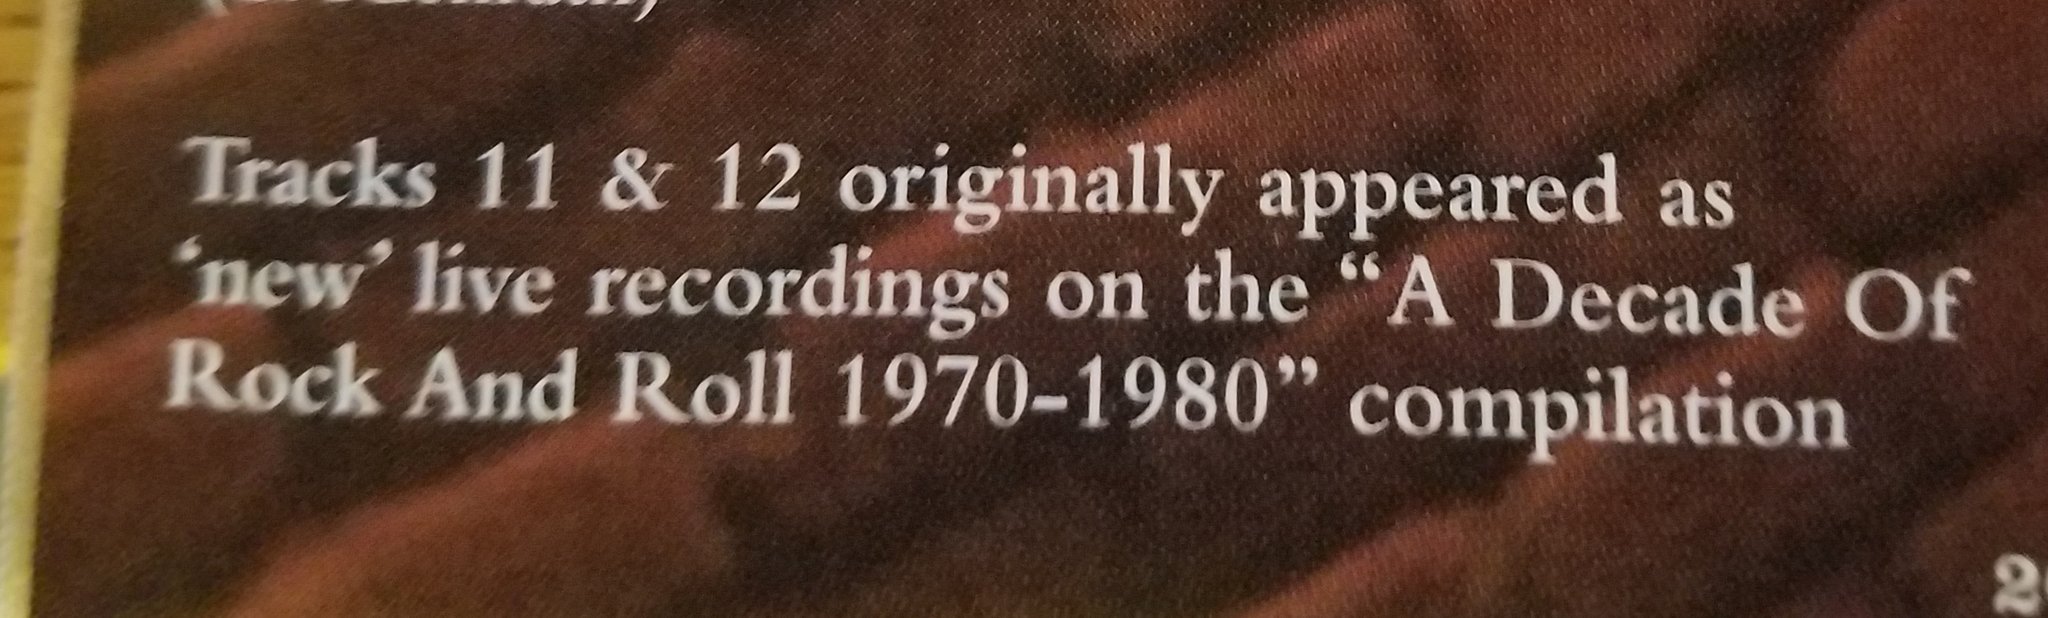 Tracks 11 & 12 originally appeared as
‘new’ live recordings on the “A Decade Of
Rock And Roll 1970-1980” compilation